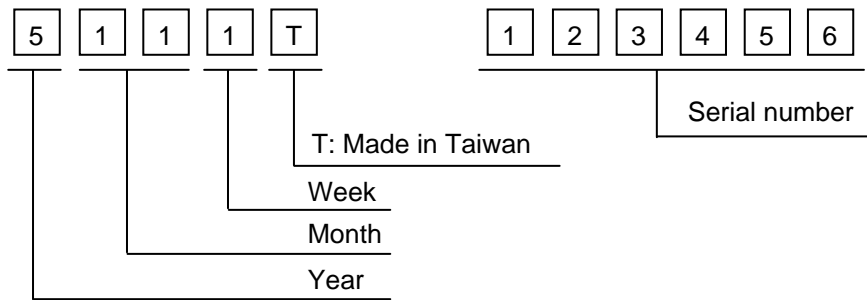 5 1 1 1 T 1 2 3 4 5 6
Serial number
T: Made in Taiwan
Week
Month
Year